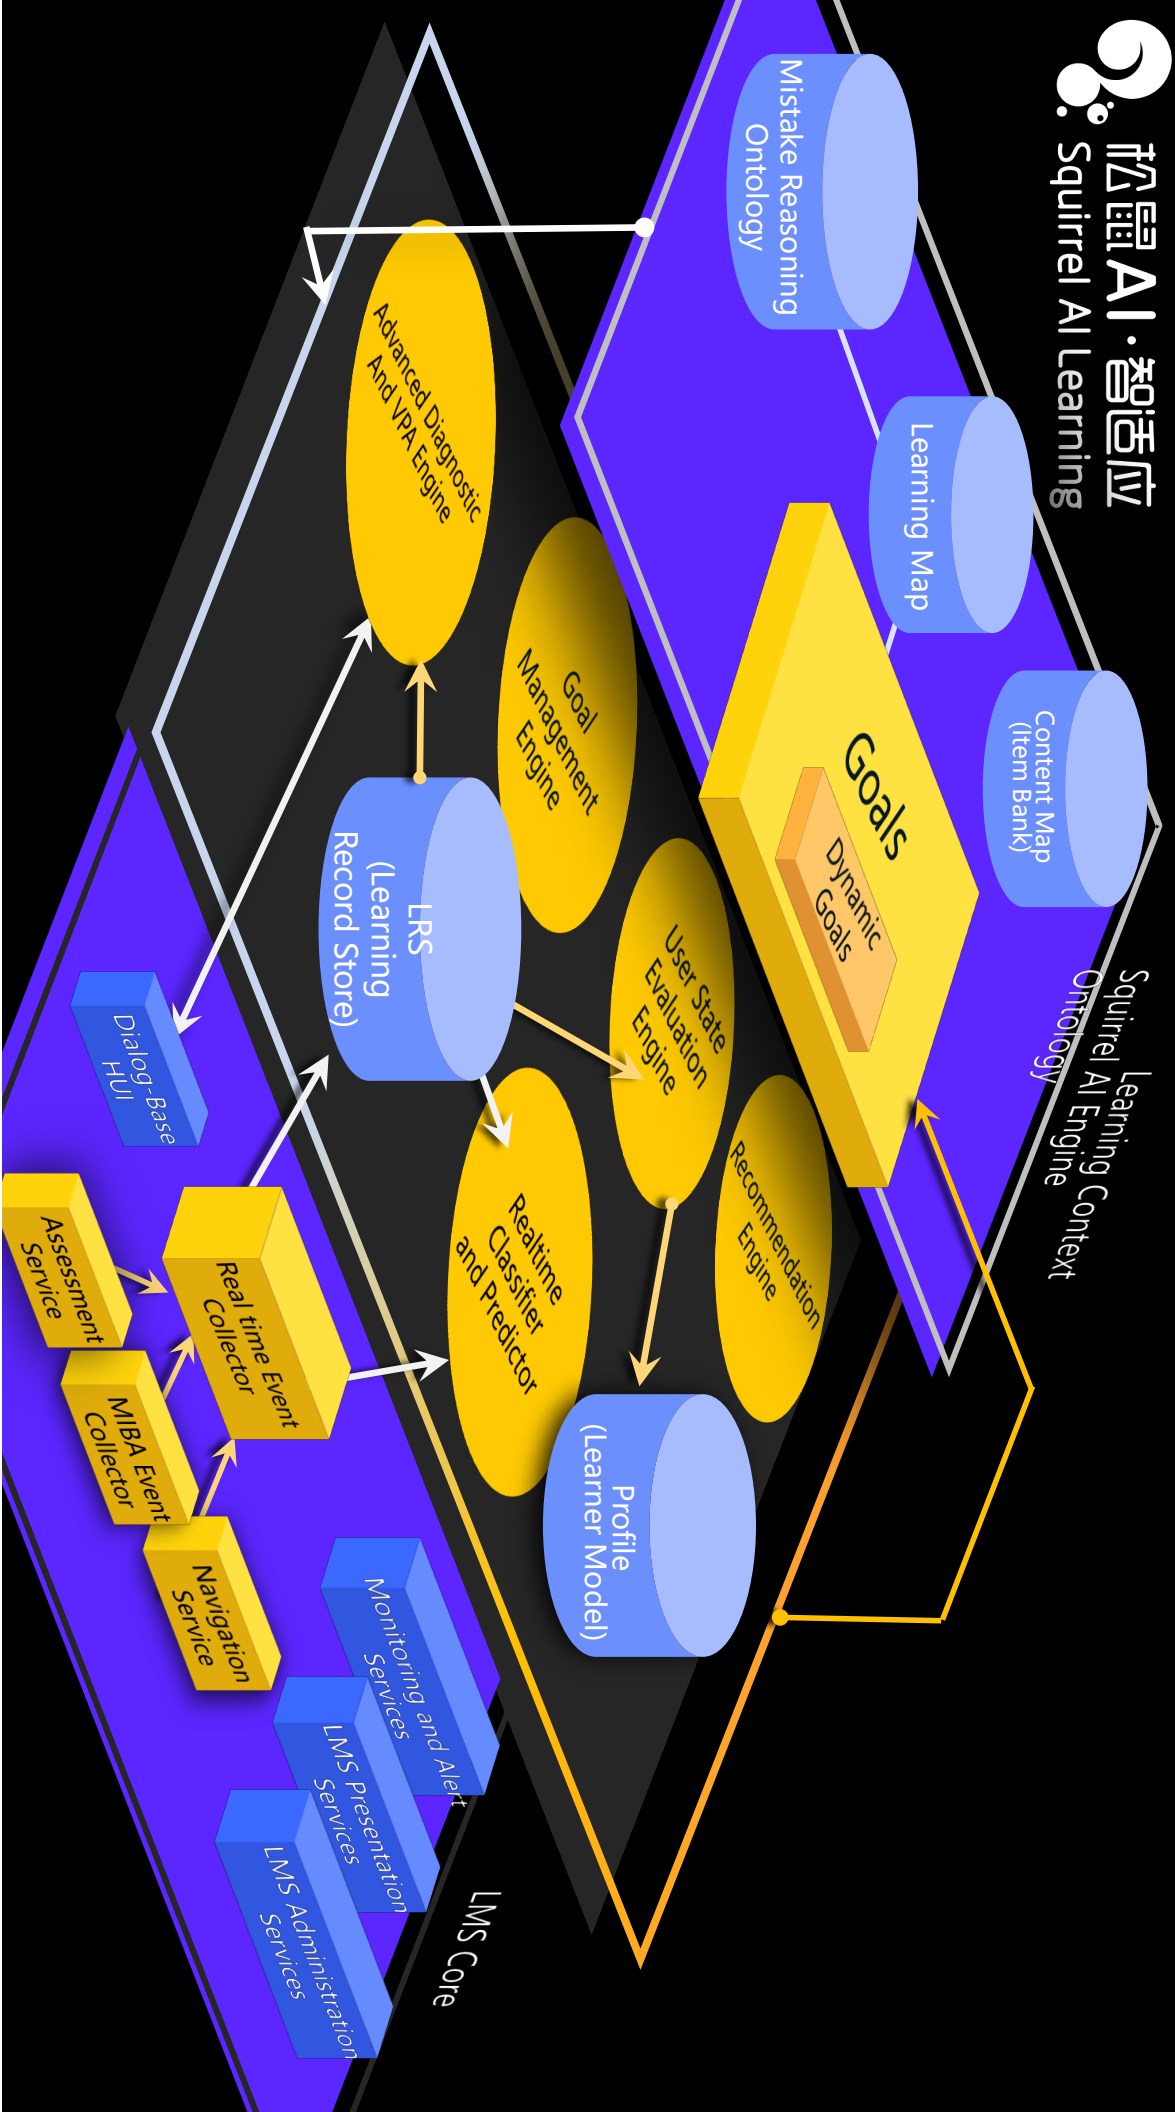 松鼠AI·智适应
Squirrel AI Learning
Mistake Reasoning
Ontology
Learning Map
Content Map
(Item Bank)
Learning Context
Squirrel AI Engine
Ontology
Goals
Dynamic
Goals
Advanced Diagnostic
And VPA Engine
Goal
Management
Engine
User State
Evaluation
Engine
Recommendation
Engine
LRS
(Learning
Record Store)
Realtime
Classifier
and Predictor
Profile
(Learner Model)
Dialog-Base
HUI
Real time Event
Collector
Assessment
Service
MIBA Event
Collector
Navigation
Service
Monitoring and Alert
Services
LMS Presentation
Services
LMS Administration
Services
LMS Core